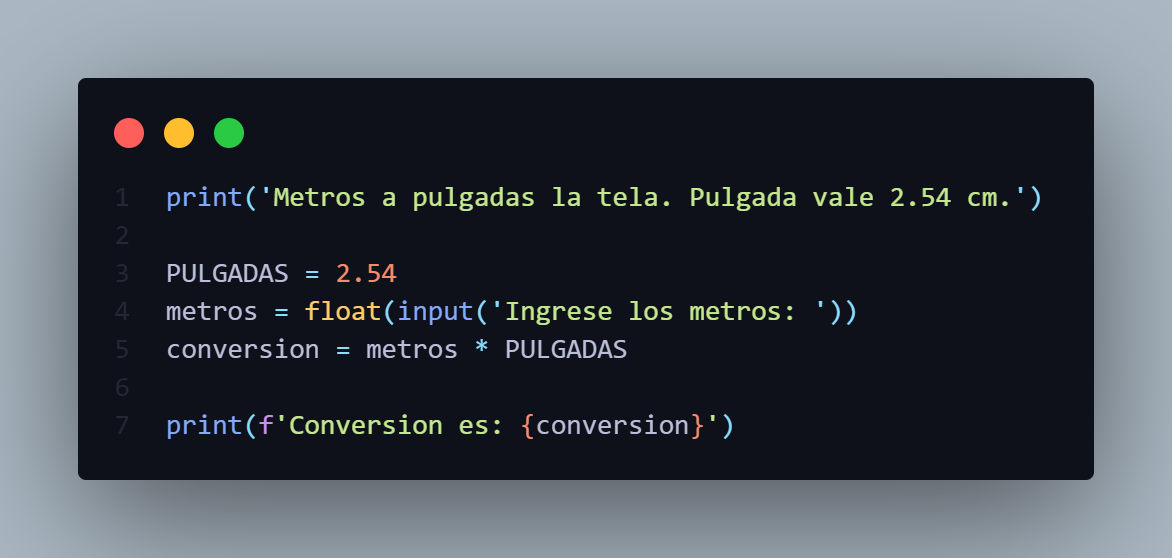 1 print('Metros a pulgadas la tela. Pulgada vale 2.54 cm.')
2
3 PULGADAS = 2.54
4 metros = float(input('Ingrese los metros: '))
5 conversion = metros * PULGADAS
6
7 print(f'Conversion es: {conversion}')